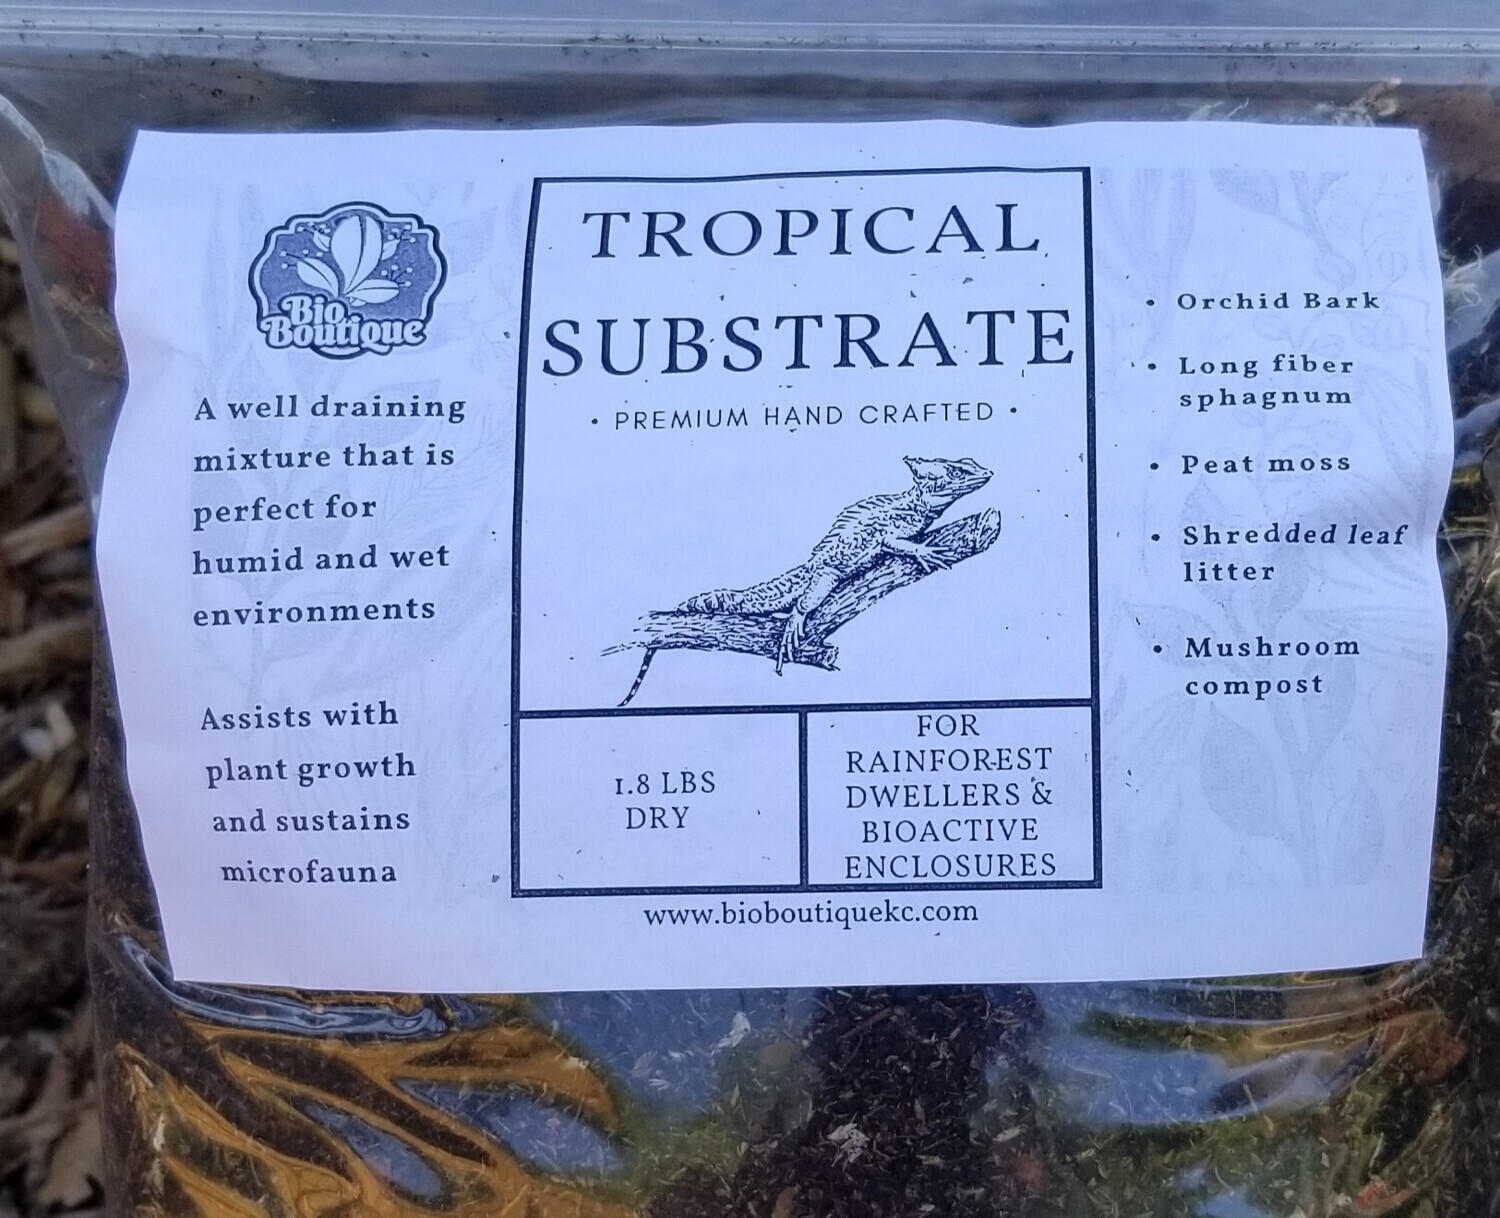 Bio
Boutique
A well draining
mixture that is
perfect for
humid and wet
environments
Assists with
plant growth
and sustains
microfauna
TROPICAL
SUBSTRATE
• PREMIUM HAND CRAFTED •
1.8 LBS
DRY
FOR
RAINFOREST
DWELLERS &
BIOACTIVE
ENCLOSURES
www.bioboutiquekc.com
• Orchid Bark
• Long fiber
sphagnum
• Peat moss
• Shredded leaf
litter
• Mushroom
compost